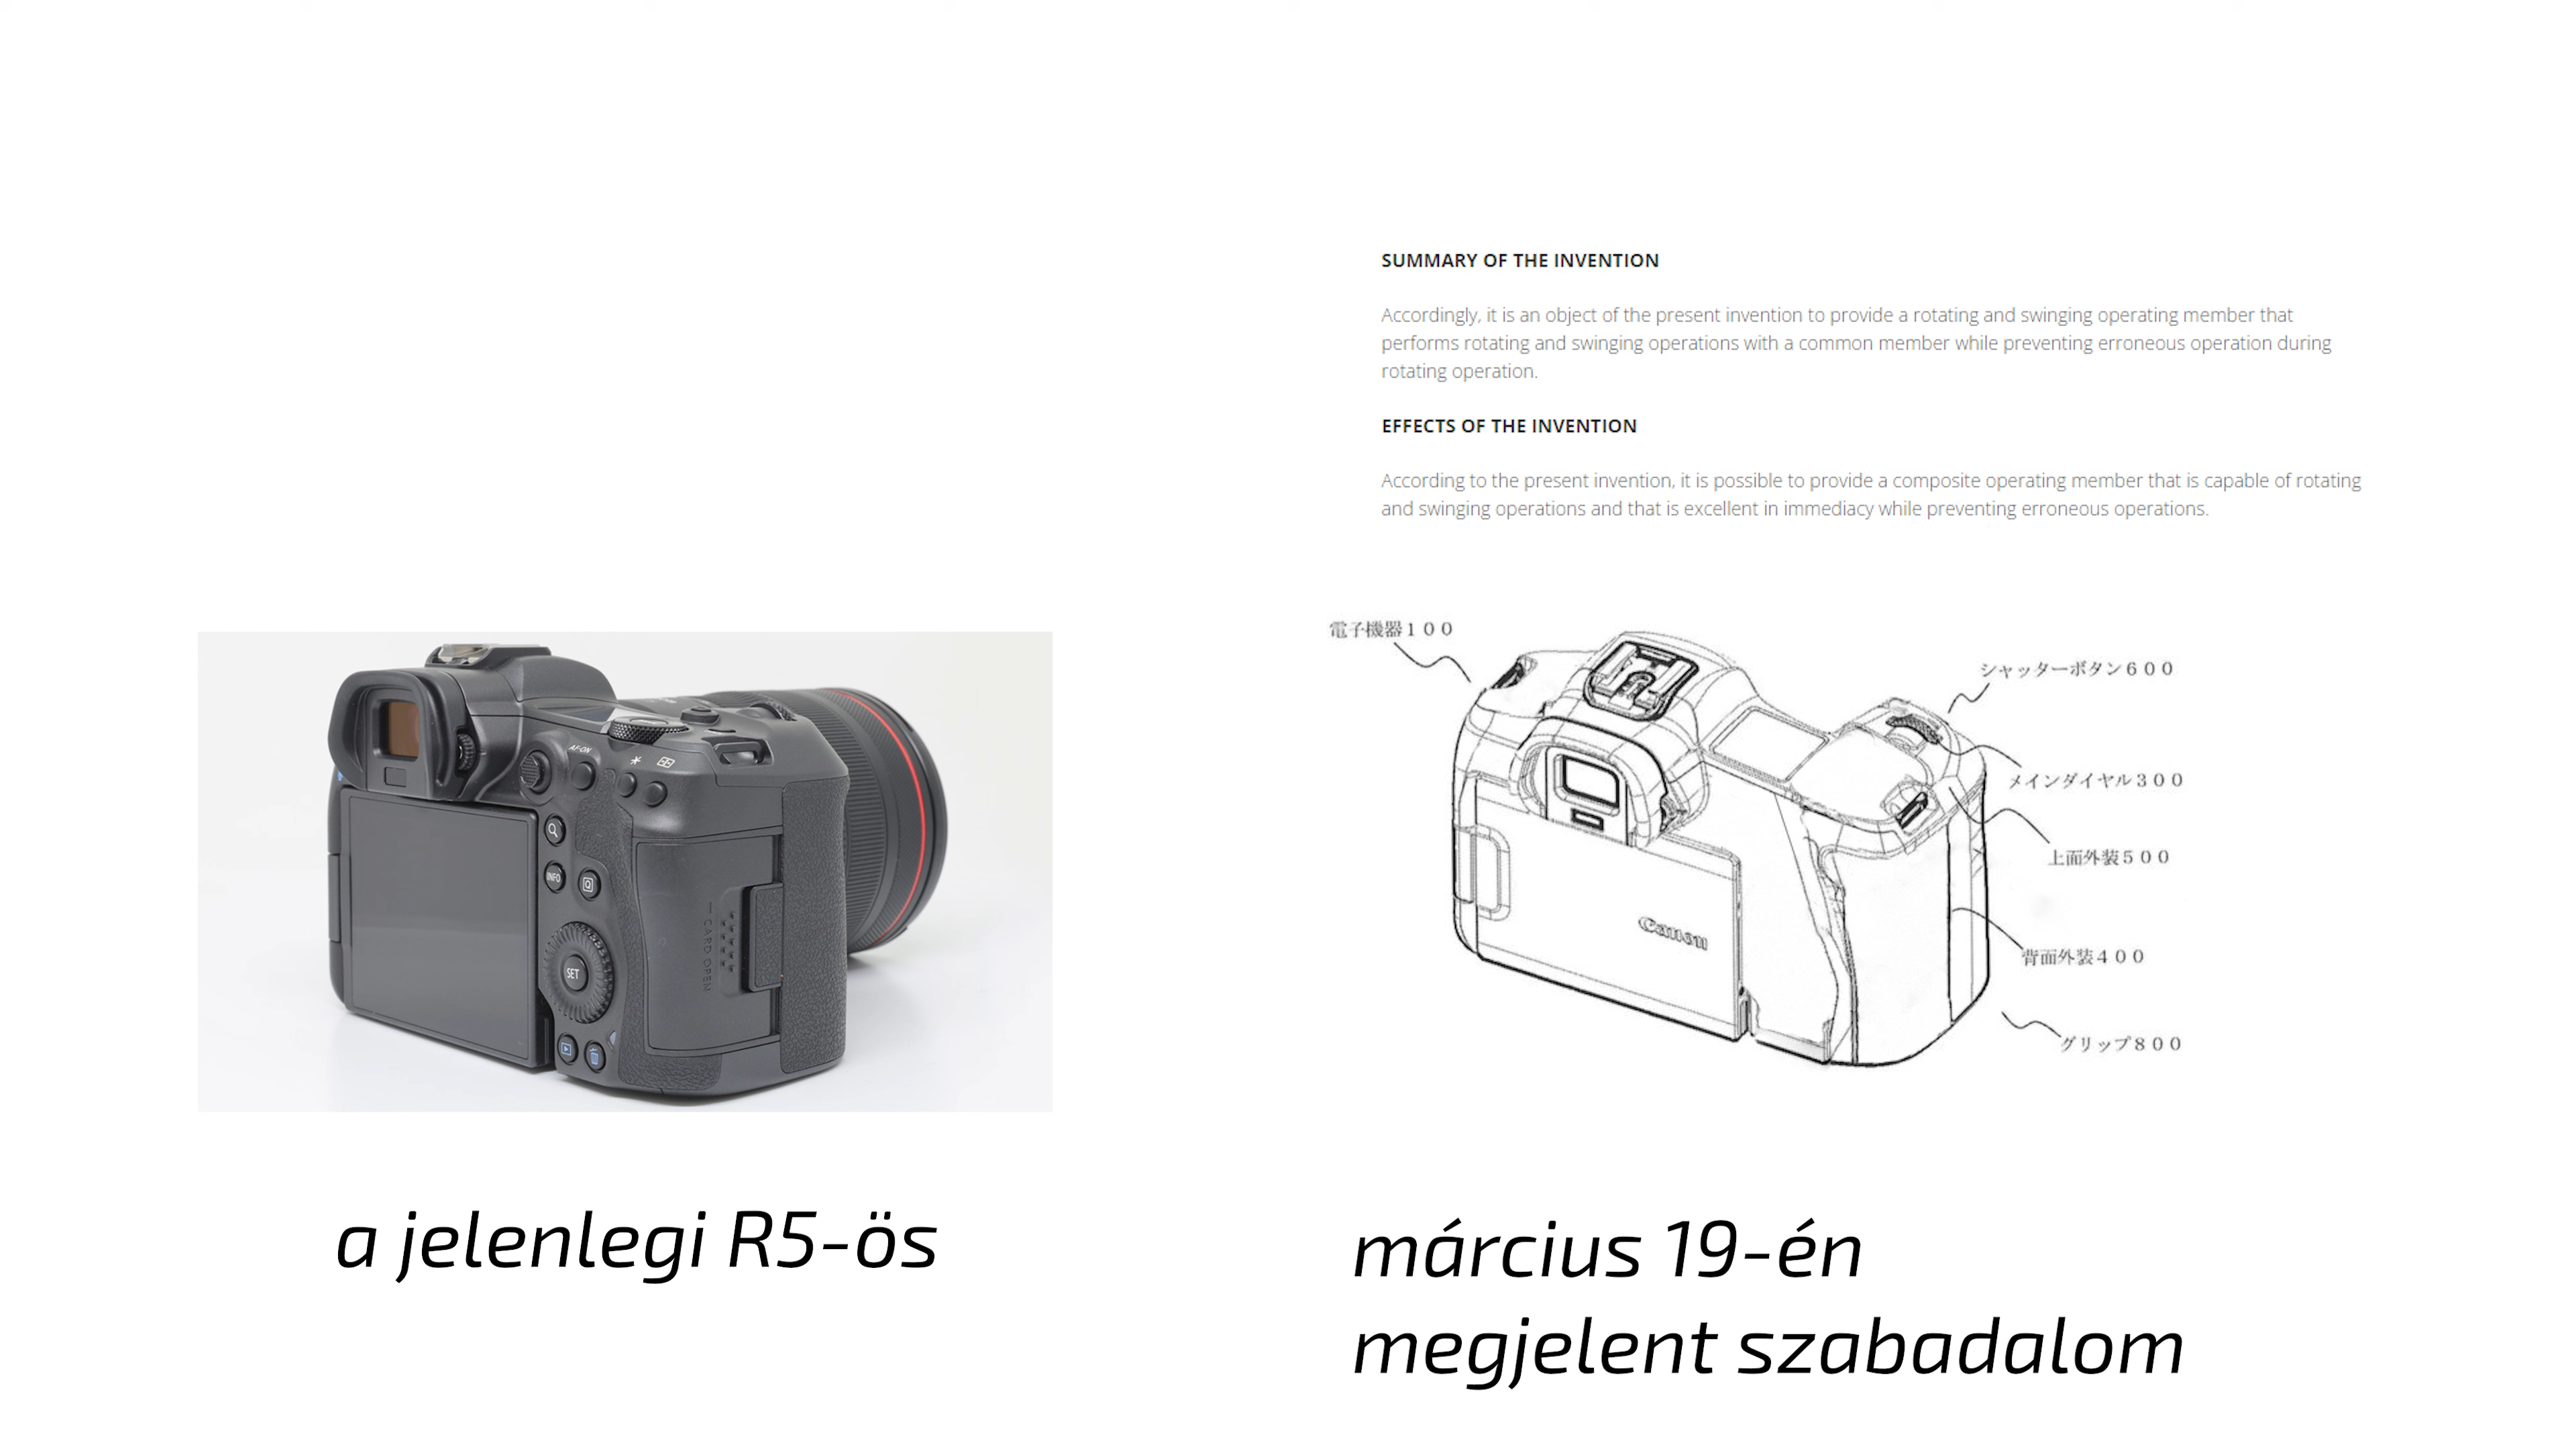 SUMMARY OF THE INVENTION
Accordingly, it is an object of the present invention to provide a rotating and swinging operating member that
performs rotating and swinging operations with a common member while preventing erroneous operation during
rotating operation.
EFFECTS OF THE INVENTION
According to the present invention, it is possible to provide a composite operating member that is capable of rotating
and swinging operations and that is excellent in immediacy while preventing erroneous operations.
AF-ON
INFO
Q
SET
CARD OPEN
電子機器１００
シャッターボタン６００
メインダイヤル３００
上面外装５００
Canon
背面外装４００
グリップ８００
a jelenlegi R5-ös
március 19-én
megjelent szabadalom